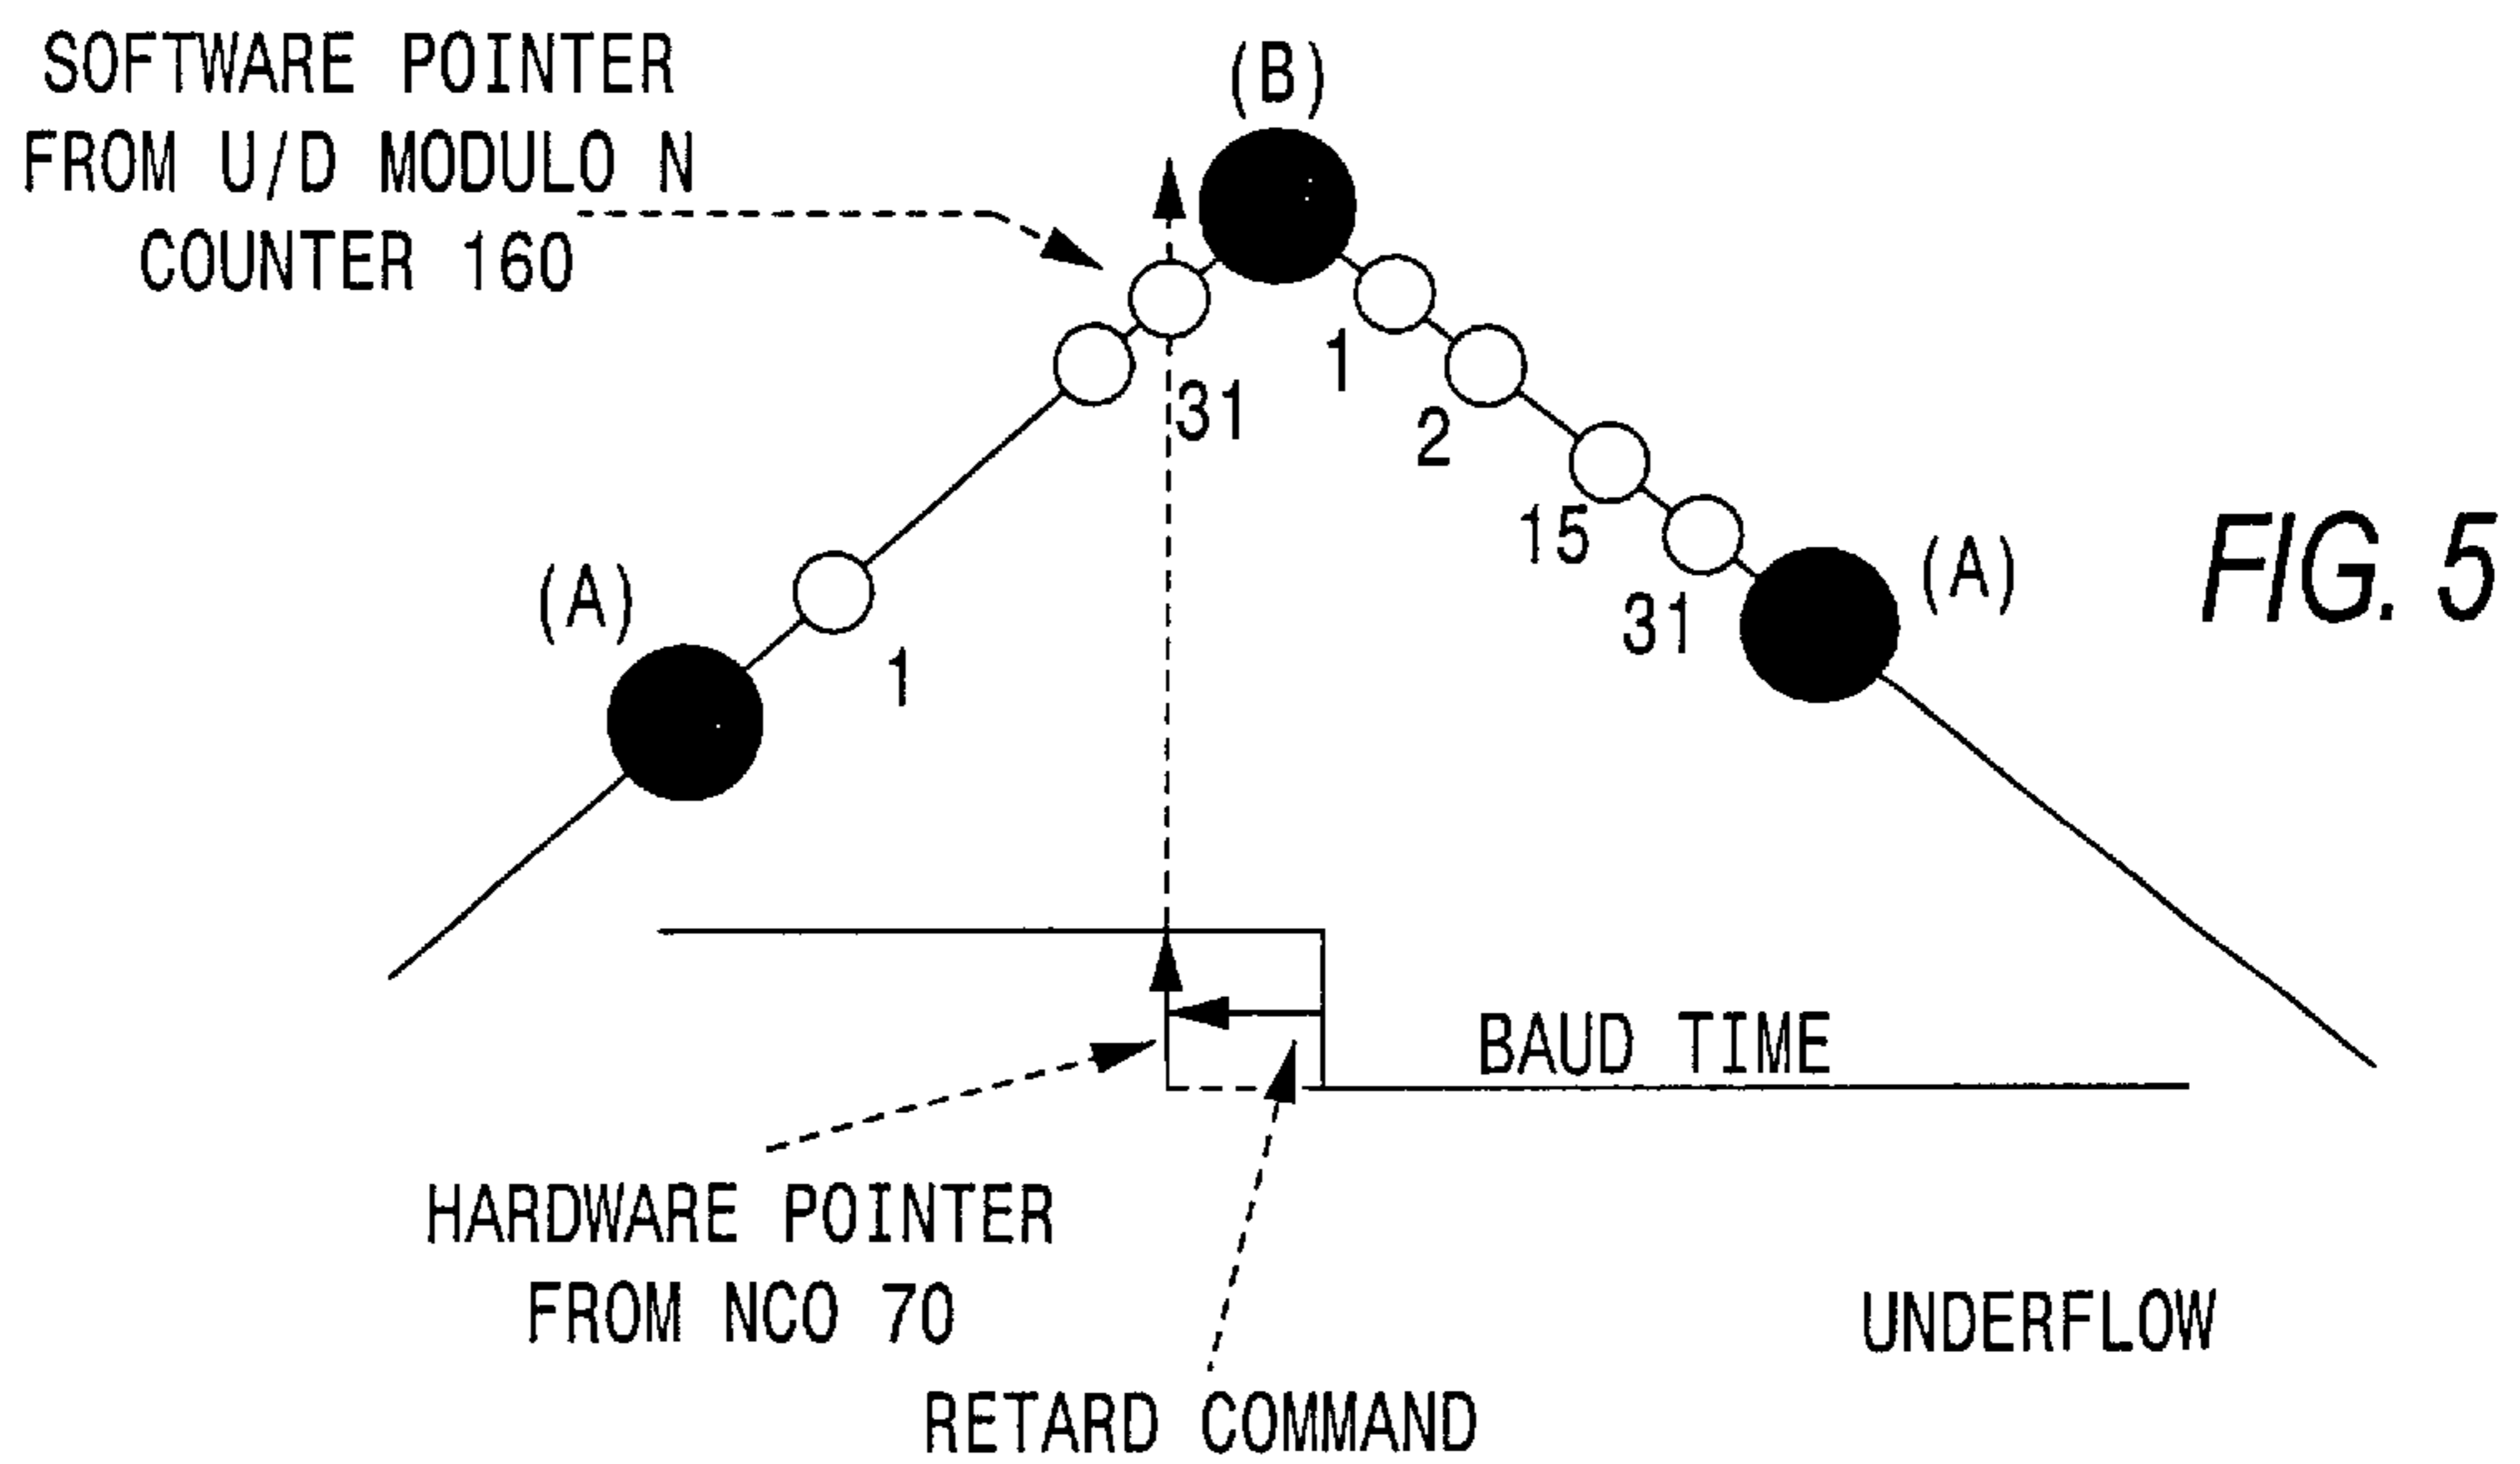 SOFTWARE POINTER
FROM U/D MODULO N
COUNTER 160
(B)
31
1
2
15
31
(A)
1
(A)
FIG. 5
BAUD TIME
HARDWARE POINTER
FROM NCO 70
UNDERFLOW
RETARD COMMAND